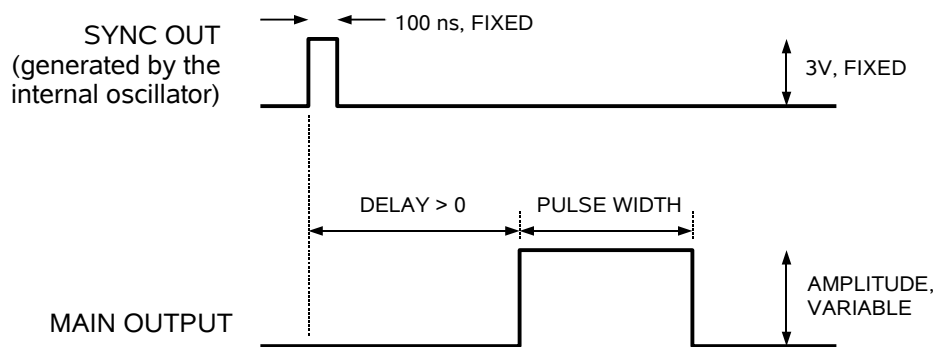 100 ns, FIXED
SYNC OUT
(generated by the
internal oscillator)
3V, FIXED
DELAY > 0
PULSE WIDTH
AMPLITUDE,
VARIABLE
MAIN OUTPUT